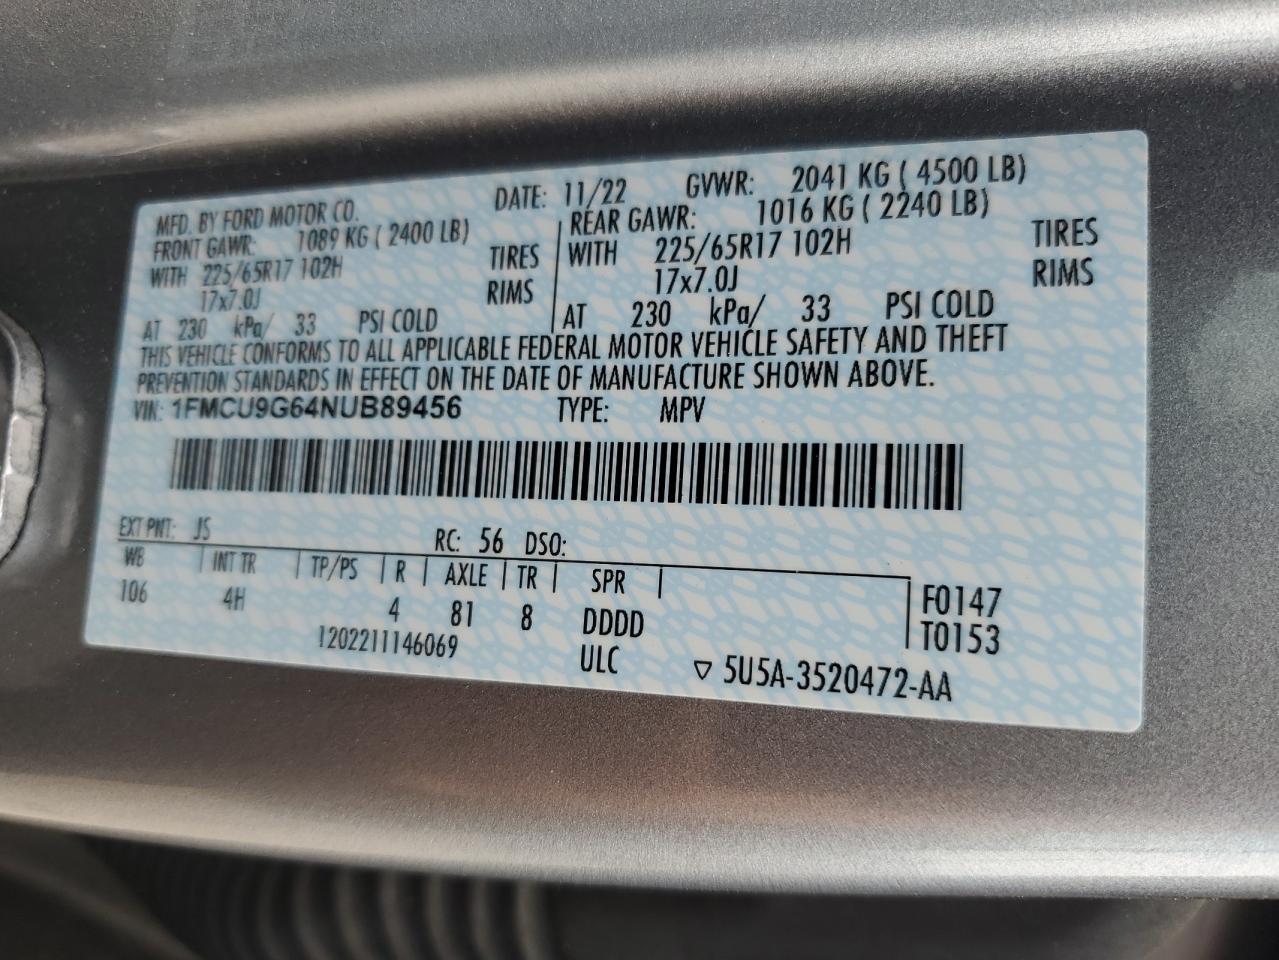 MFD. BY FORD MOTOR CO. DATE: 11/22 GVWR: 2041 KG ( 4500 LB)
FRONT GAWR: 1089 KG ( 2400 LB) REAR GAWR: 1016 KG ( 2240 LB)
WITH 225/65R17 102H TIRES WITH 225/65R17 102H TIRES
17x7.0J RIMS 17x7.0J RIMS
AT 230 kPa/ 33 PSI COLD AT 230 kPa/ 33 PSI COLD
THIS VEHICLE CONFORMS TO ALL APPLICABLE FEDERAL MOTOR VEHICLE SAFETY AND THEFT
PREVENTION STANDARDS IN EFFECT ON THE DATE OF MANUFACTURE SHOWN ABOVE.
VIN: 1FMCU9G64NUB89456 TYPE: MPV
EXT PNT: JS RC: 56 DSO:
WB INT TR TP/PS R AXLE TR SPR F0147
106 4H 4 81 8 DDDD T0153
1202211146069 ULC ▽ 5U5A-3520472-AA